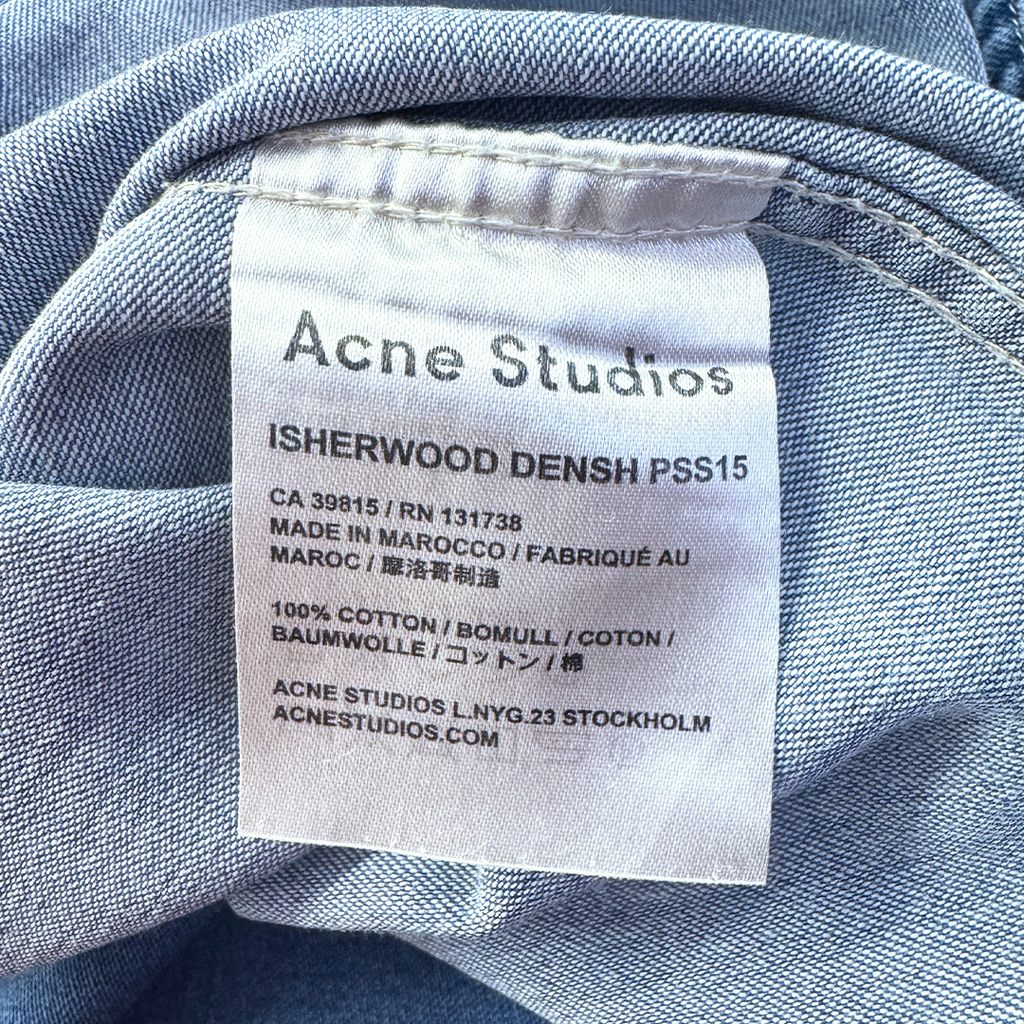 Acne Studios
ISHERWOOD DENSH PSS15
CA 39815 / RN 131738
MADE IN MAROCCO / FABRIQUÉ AU
MAROC / 摩洛哥制造
100% COTTON / BOMULL / COTON /
BAUMWOLLE / コットン / 棉
ACNE STUDIOS L.NYG.23 STOCKHOLM
ACNESTUDIOS.COM